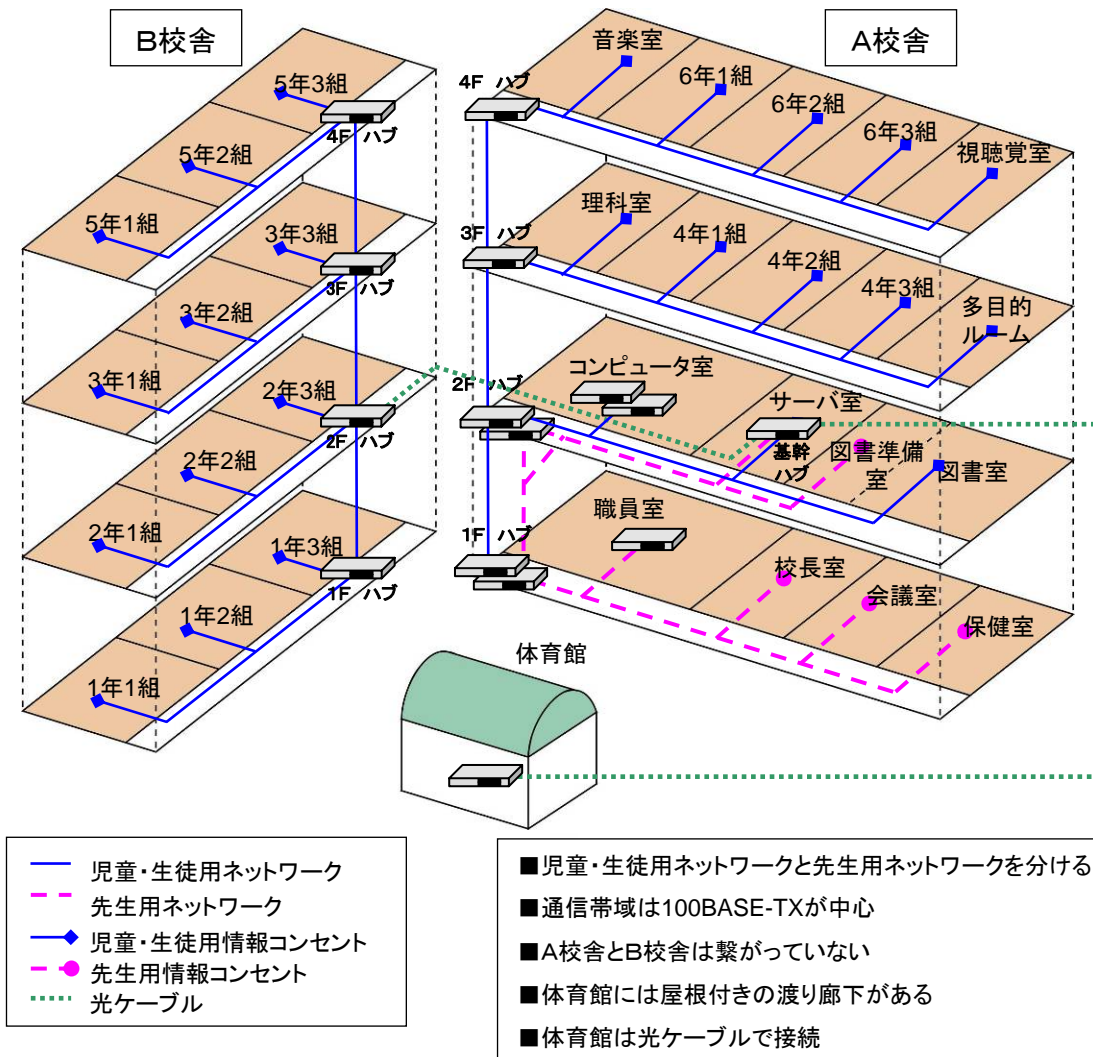 B校舎
A校舎
5年3組
4F ハブ
5年2組
5年1組
3年3組
3F ハブ
3年2組
3年1組
2年3組
2F ハブ
2年2組
2年1組
1年3組
1F ハブ
1年2組
1年1組
4F ハブ
音楽室
6年1組
6年2組
6年3組
視聴覚室
3F ハブ
理科室
4年1組
4年2組
4年3組
多目的
ルーム
2F ハブ
コンピュータ室
サーバ室
基幹
ハブ
図書準備
室
図書室
1F ハブ
職員室
校長室
会議室
保健室
体育館
児童・生徒用ネットワーク
先生用ネットワーク
児童・生徒用情報コンセント
先生用情報コンセント
光ケーブル
■児童・生徒用ネットワークと先生用ネットワークを分ける
■通信帯域は100BASE-TXが中心
■A校舎とB校舎は繋がっていない
■体育館には屋根付きの渡り廊下がある
■体育館は光ケーブルで接続